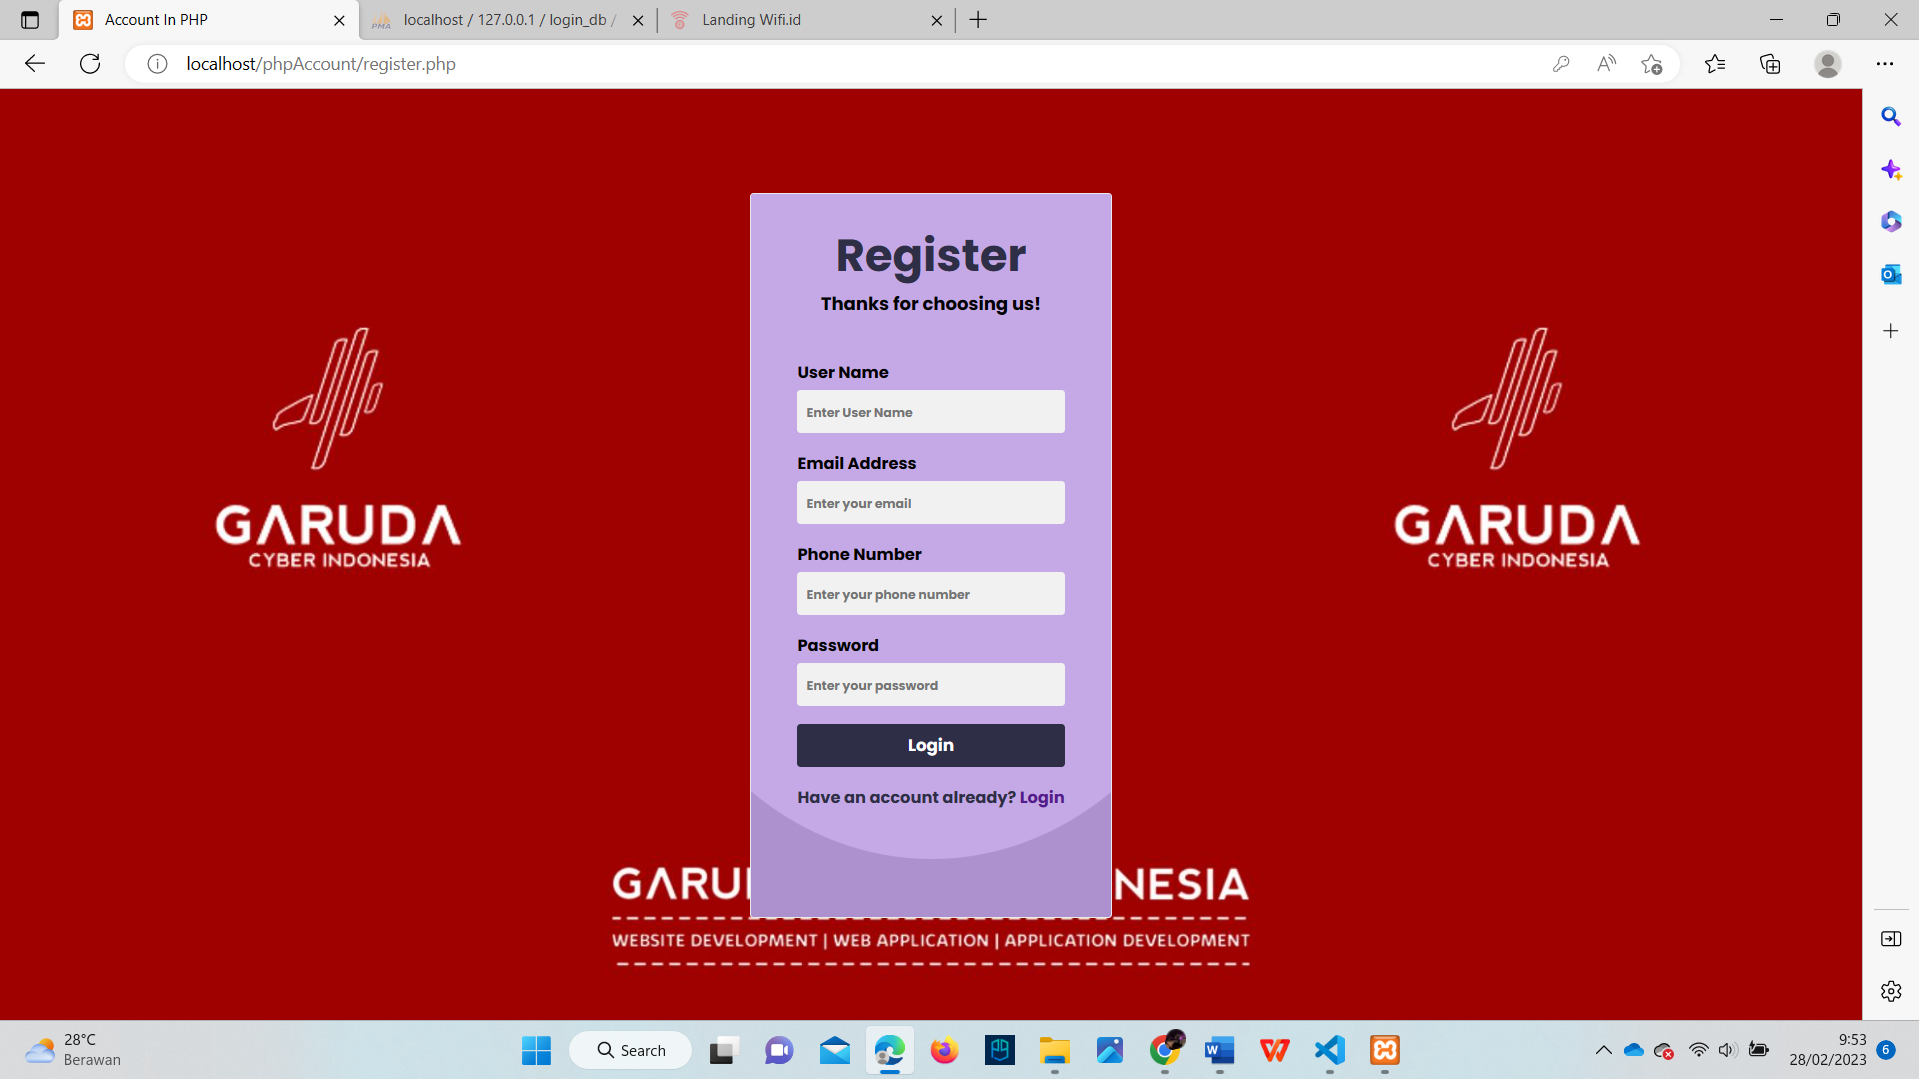 Account In PHP
localhost / 127.0.0.1 / login_db /
Landing Wifi.id
localhost/phpAccount/register.php
Register
Thanks for choosing us!
User Name
Enter User Name
Email Address
Enter your email
Phone Number
Enter your phone number
Password
Enter your password
Login
Have an account already? Login
GARUDA
CYBER INDONESIA
GARUDA
CYBER INDONESIA
GARU
NESIA
WEBSITE DEVELOPMENT | WEB APPLICATION | APPLICATION DEVELOPMENT
28°C
Berawan
Search
9:53
28/02/2023
6